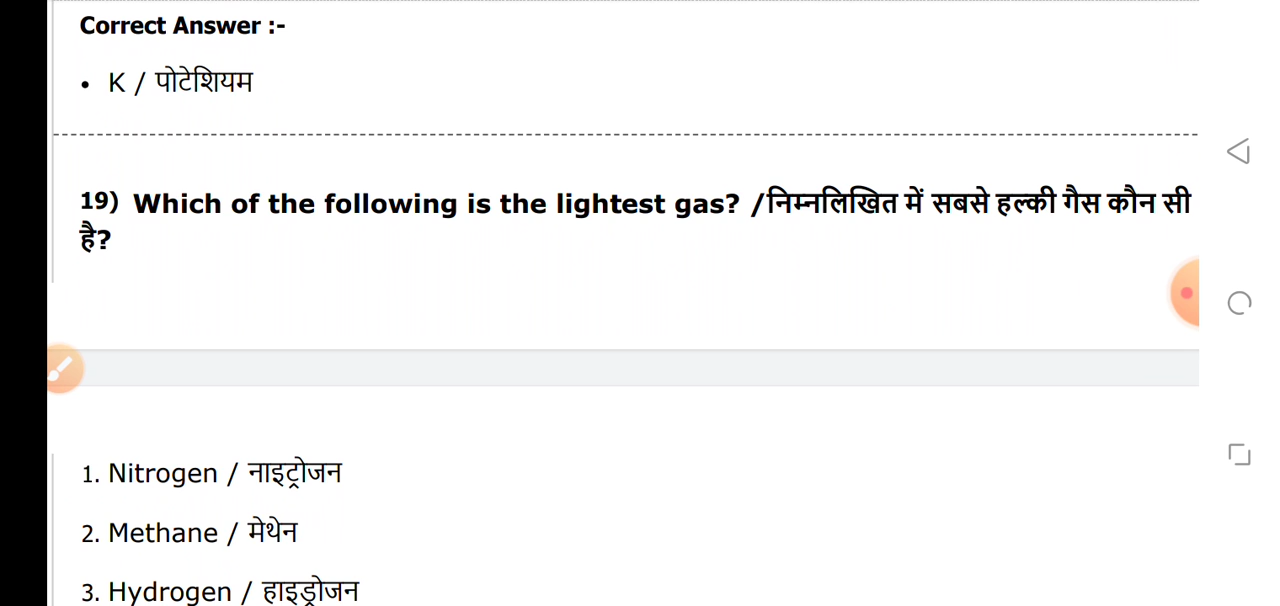 Correct Answer :-
• K / पोटेशियम
19) Which of the following is the lightest gas? /निम्नलिखित में सबसे हल्की गैस कौन सी
है?
1. Nitrogen / नाइट्रोजन
2. Methane / मेथेन
3. Hydrogen / हाइड्रोजन